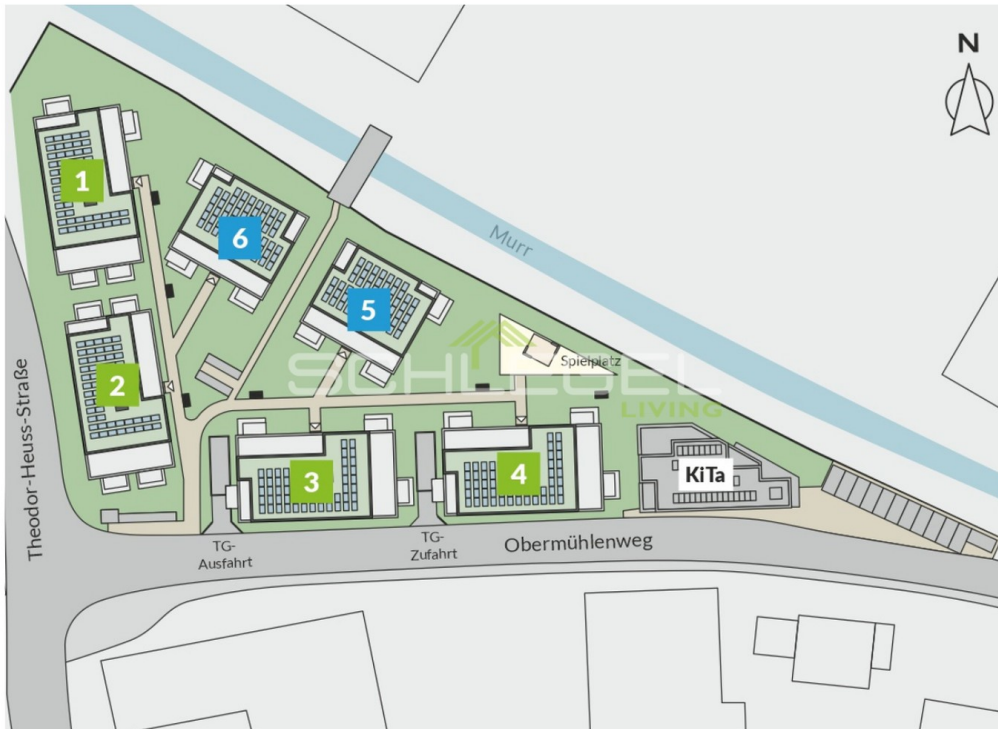 N
1
6
Murr
5
Spielplatz
SCHLEGEL
LIVING
2
Theodor-Heuss-Straße
3
4
KiTa
TG-
Ausfahrt
TG-
Zufahrt
Obermühlenweg